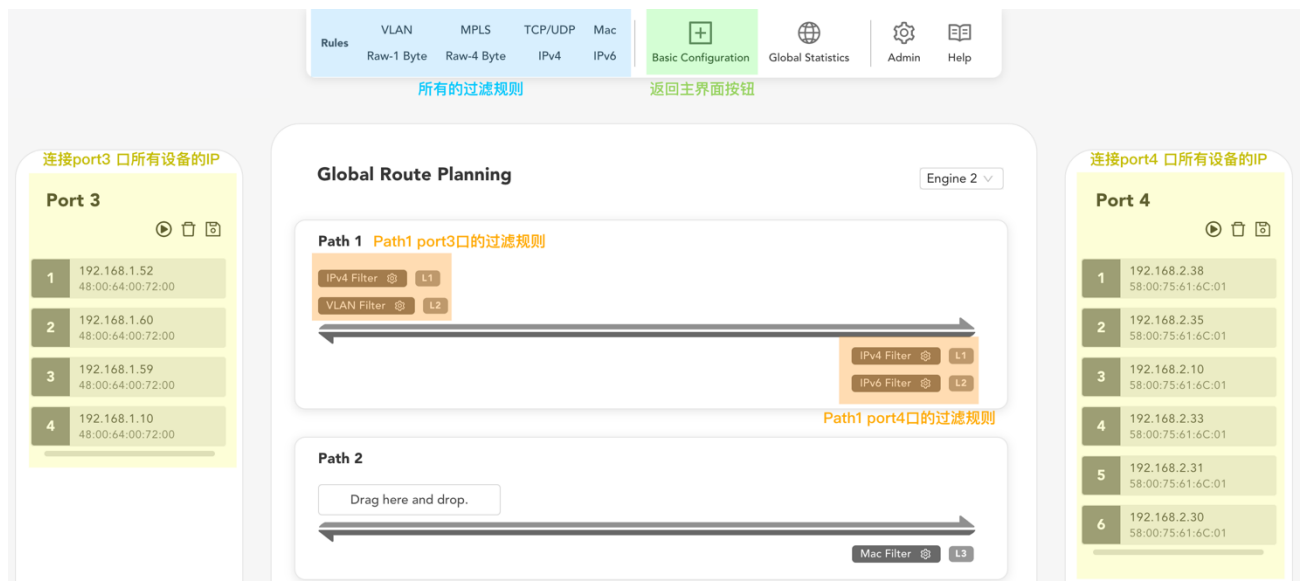 Rules
VLAN MPLS TCP/UDP Mac
Raw-1 Byte Raw-4 Byte IPv4 IPv6
Basic Configuration
Global Statistics
Admin
Help
所有的过滤规则
返回主界面按钮
连接port3 口所有设备的IP
Port 3
1
192.168.1.52
48:00:64:00:72:00
2
192.168.1.60
48:00:64:00:72:00
3
192.168.1.59
48:00:64:00:72:00
4
192.168.1.10
48:00:64:00:72:00
Global Route Planning
Engine 2
Path 1 Path1 port3口的过滤规则
IPv4 Filter L1
VLAN Filter L2
IPv4 Filter L1
IPv6 Filter L2
Path1 port4口的过滤规则
Path 2
Drag here and drop.
Mac Filter L3
连接port4 口所有设备的IP
Port 4
1
192.168.2.38
58:00:75:61:6C:01
2
192.168.2.35
58:00:75:61:6C:01
3
192.168.2.10
58:00:75:61:6C:01
4
192.168.2.33
58:00:75:61:6C:01
5
192.168.2.31
58:00:75:61:6C:01
6
192.168.2.30
58:00:75:61:6C:01